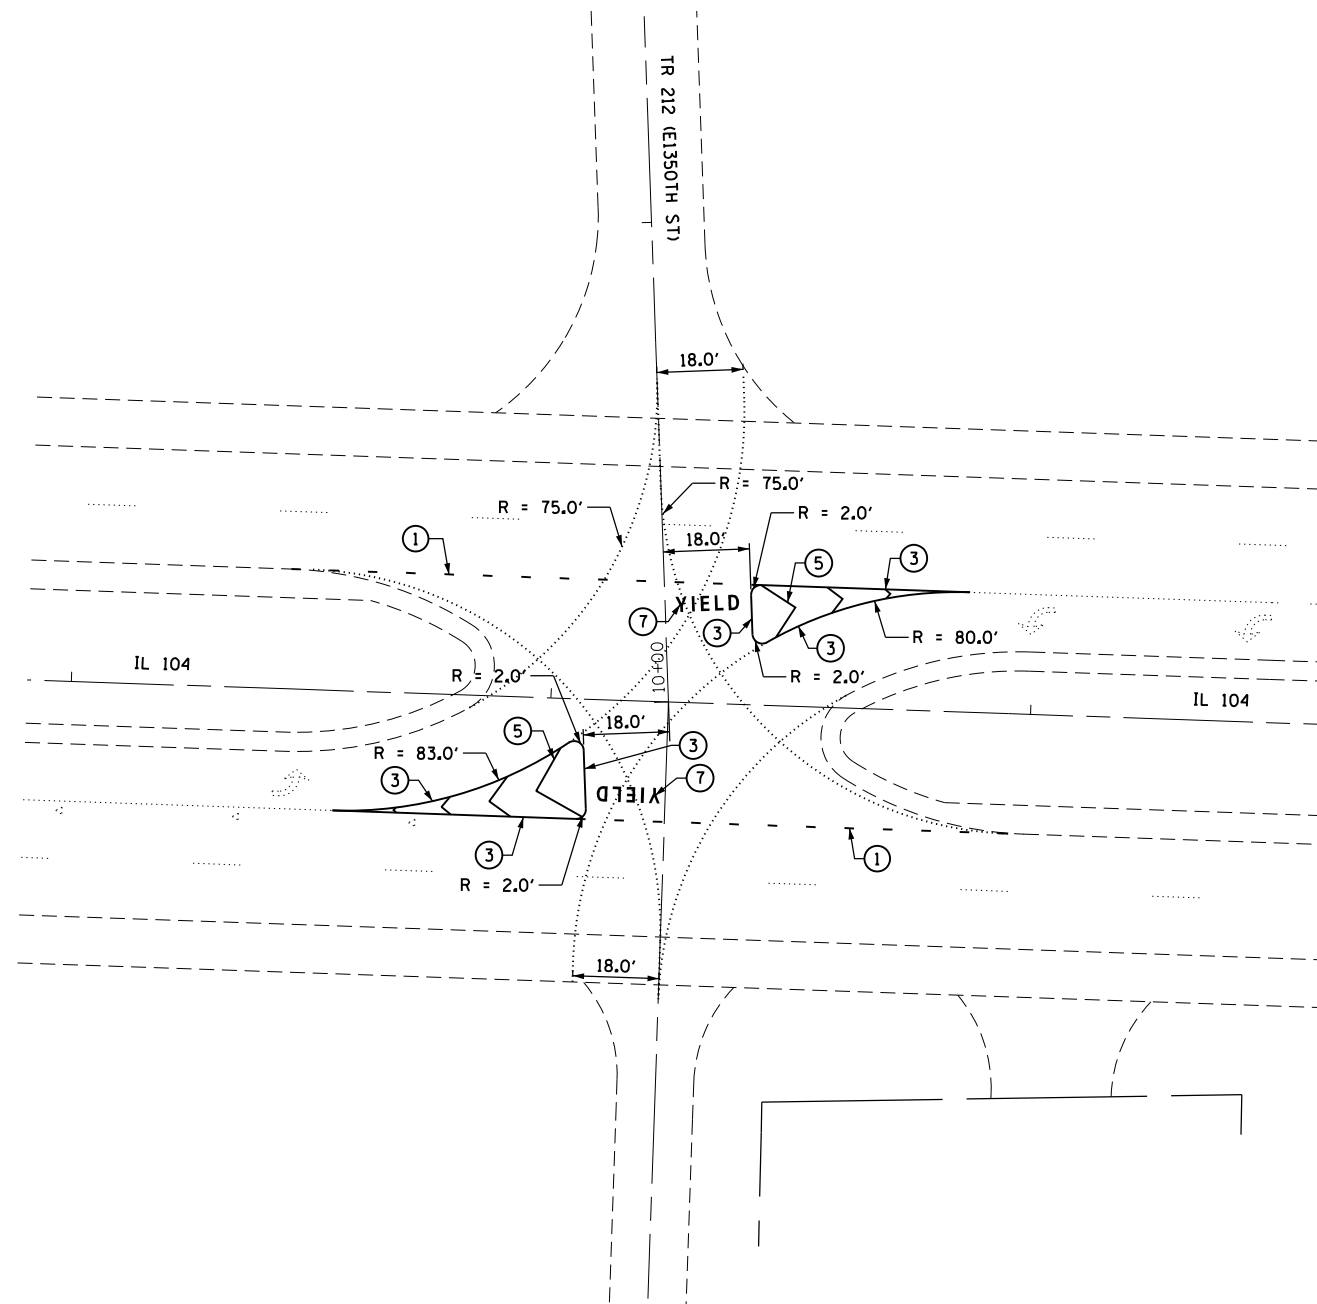 TR 212 (E1350TH ST)
18.0'
R = 75.0'
R = 75.0'
R = 2.0'
1
18.0'
5
3
YIELD
7
3
R = 80.0'
3
10+00
IL 104
R = 2.0'
R = 2.0'
IL 104
18.0'
5
3
R = 83.0'
3
7
YIELD
3
1
R = 2.0'
18.0'